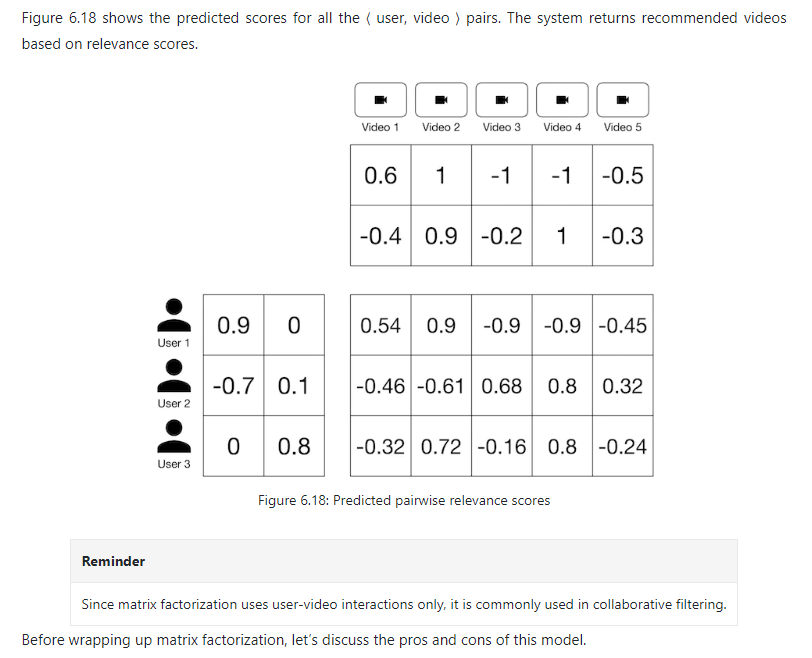 Figure 6.18 shows the predicted scores for all the ⟨ user, video ⟩ pairs. The system returns recommended videos
based on relevance scores.
Video 1 Video 2 Video 3 Video 4 Video 5
0.6 1 -1 -1 -0.5
-0.4 0.9 -0.2 1 -0.3
User 1 0.9 0 0.54 0.9 -0.9 -0.9 -0.45
User 2 -0.7 0.1 -0.46 -0.61 0.68 0.8 0.32
User 3 0 0.8 -0.32 0.72 -0.16 0.8 -0.24
Figure 6.18: Predicted pairwise relevance scores
Reminder
Since matrix factorization uses user-video interactions only, it is commonly used in collaborative filtering.
Before wrapping up matrix factorization, let's discuss the pros and cons of this model.